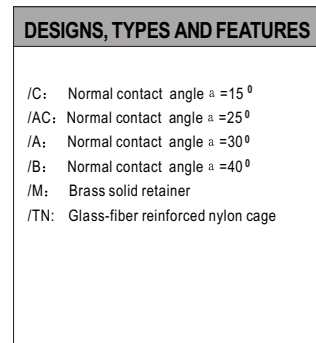 DESIGNS, TYPES AND FEATURES
/C： Normal contact angle a =15⁰
/AC： Normal contact angle a =25⁰
/A： Normal contact angle a =30⁰
/B： Normal contact angle a =40⁰
/M： Brass solid retainer
/TN: Glass-fiber reinforced nylon cage